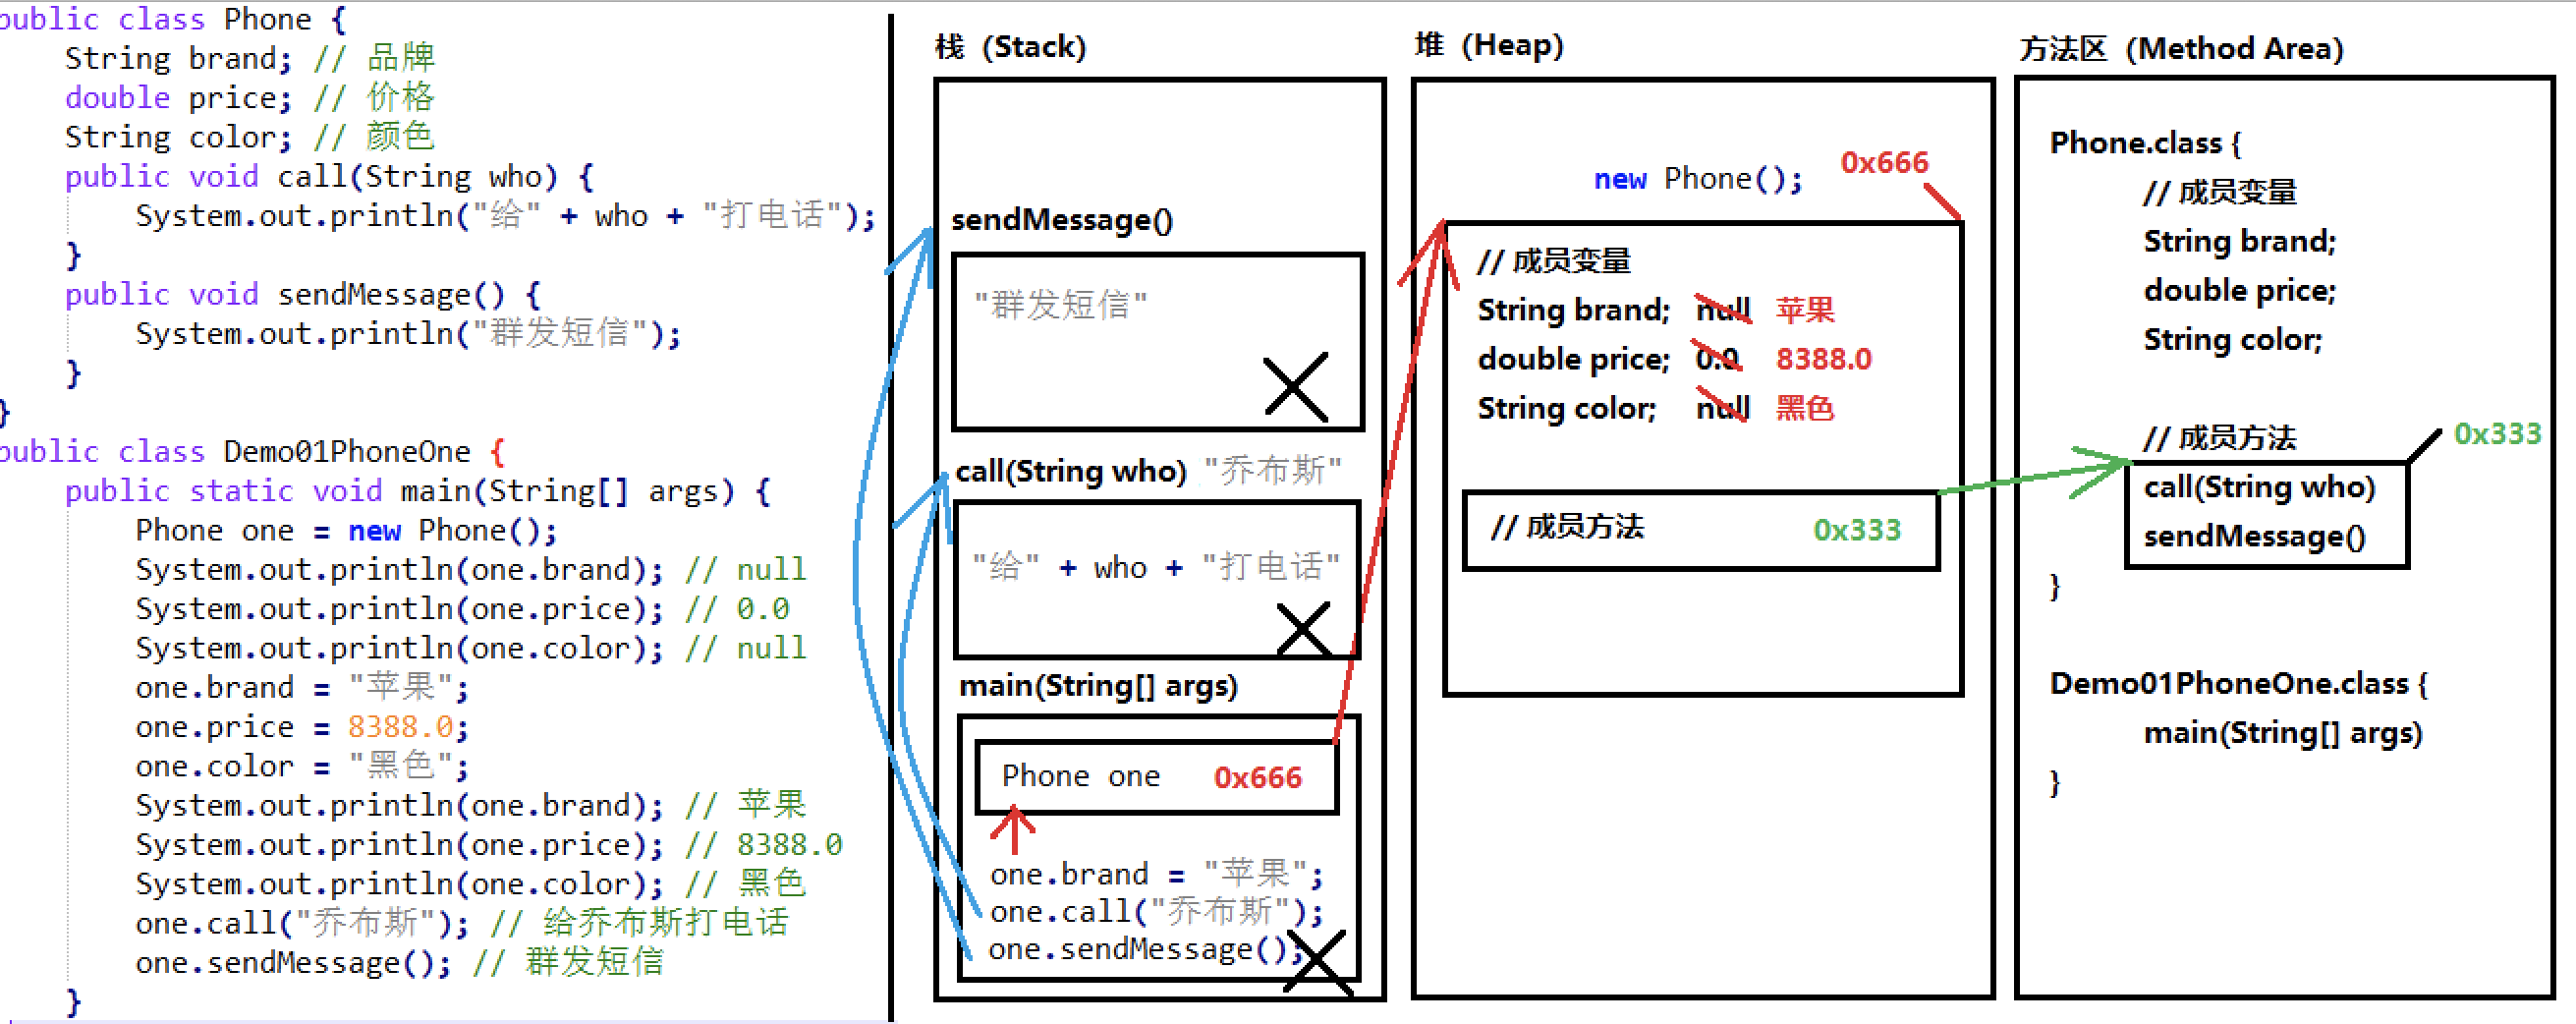 public class Phone {
String brand; // 品牌
double price; // 价格
String color; // 颜色
public void call(String who) {
System.out.println("给" + who + "打电话");
}
public void sendMessage() {
System.out.println("群发短信");
}
}
public class Demo01PhoneOne {
public static void main(String[] args) {
Phone one = new Phone();
System.out.println(one.brand); // null
System.out.println(one.price); // 0.0
System.out.println(one.color); // null
one.brand = "苹果";
one.price = 8388.0;
one.color = "黑色";
System.out.println(one.brand); // 苹果
System.out.println(one.price); // 8388.0
System.out.println(one.color); // 黑色
one.call("乔布斯"); // 给乔布斯打电话
one.sendMessage(); // 群发短信
}
栈（Stack）
sendMessage()
"群发短信"
call(String who) "乔布斯"
"给" + who + "打电话"
main(String[] args)
Phone one 0x666
one.brand = "苹果";
one.call("乔布斯");
one.sendMessage();
堆（Heap）
new Phone(); 0x666
// 成员变量
String brand; null 苹果
double price; 0.0 8388.0
String color; null 黑色
// 成员方法 0x333
方法区（Method Area）
Phone.class {
// 成员变量
String brand;
double price;
String color;
// 成员方法 0x333
call(String who)
sendMessage()
}
Demo01PhoneOne.class {
main(String[] args)
}